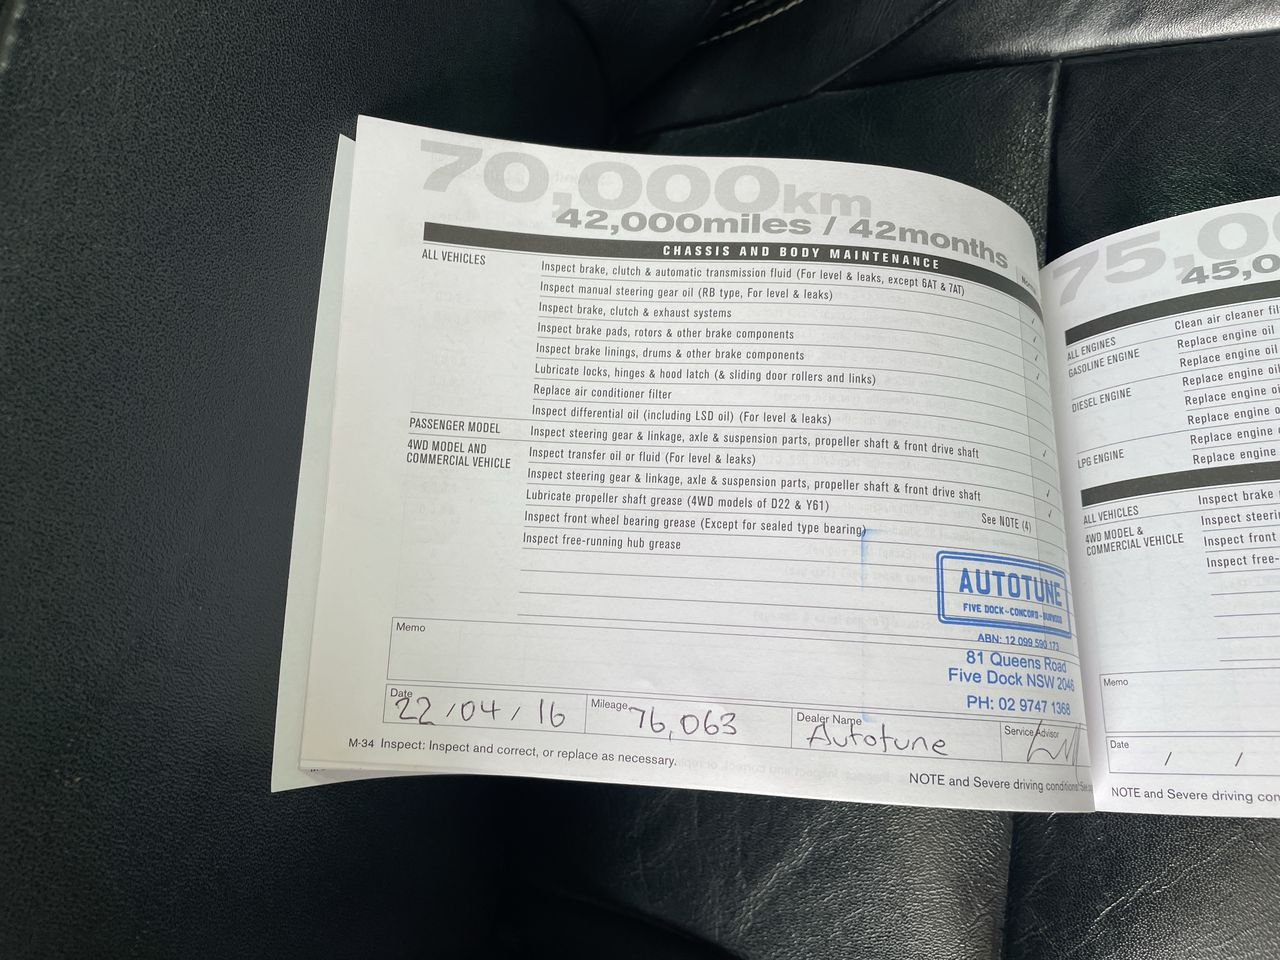 70,000km
42,000miles / 42months
CHASSIS AND BODY MAINTENANCE
ALL VEHICLES
Inspect brake, clutch & automatic transmission fluid (For level & leaks, except 6AT & 7AT)
Inspect manual steering gear oil (RB type, For level & leaks)
Inspect brake, clutch & exhaust systems
Inspect brake pads, rotors & other brake components
Inspect brake linings, drums & other brake components
Lubricate locks, hinges & hood latch (& sliding door rollers and links)
Replace air conditioner filter
Inspect differential oil (including LSD oil) (For level & leaks)
PASSENGER MODEL
Inspect steering gear & linkage, axle & suspension parts, propeller shaft & front drive shaft
4WD MODEL AND
COMMERCIAL VEHICLE
Inspect transfer oil or fluid (For level & leaks)
Inspect steering gear & linkage, axle & suspension parts, propeller shaft & front drive shaft
Lubricate propeller shaft grease (4WD models of D22 & Y61)
See NOTE (4)
Inspect front wheel bearing grease (Except for sealed type bearing)
Inspect free-running hub grease
AUTOTUNE
FIVE DOCK-CONCORD-BURWOOD
ABN: 12 099 590 173
81 Queens Road
Five Dock NSW 2046
PH: 02 9747 1368
Memo
Date 22/04/16
Mileage 76,063
Dealer Name Autotune
Service Advisor
M-34 Inspect: Inspect and correct, or replace as necessary.
NOTE and Severe driving conditions:
75,0
45,0
ALL ENGINES
Clean air cleaner
GASOLINE ENGINE
Replace engine oil
Replace engine oil
DIESEL ENGINE
Replace engine oil
Replace engine oil
Replace engine
LPG ENGINE
Replace engine
Replace engine
ALL VEHICLES
Inspect brake
4WD MODEL &
COMMERCIAL VEHICLE
Inspect
Inspect front
Inspect free-
Memo
Date / /
NOTE and Severe driving